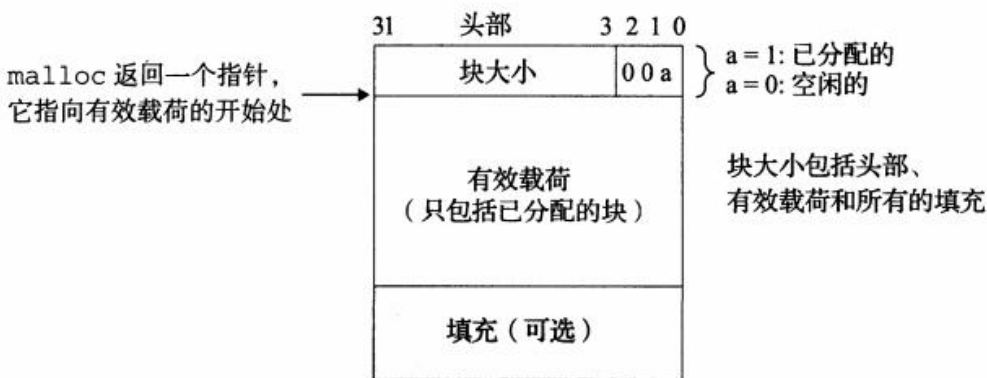 31 头部 3 2 1 0
块大小 0 0 a
a = 1: 已分配的
a = 0: 空闲的
malloc 返回一个指针，
它指向有效载荷的开始处
有效载荷
（只包括已分配的块）
块大小包括头部、
有效载荷和所有的填充
填充（可选）